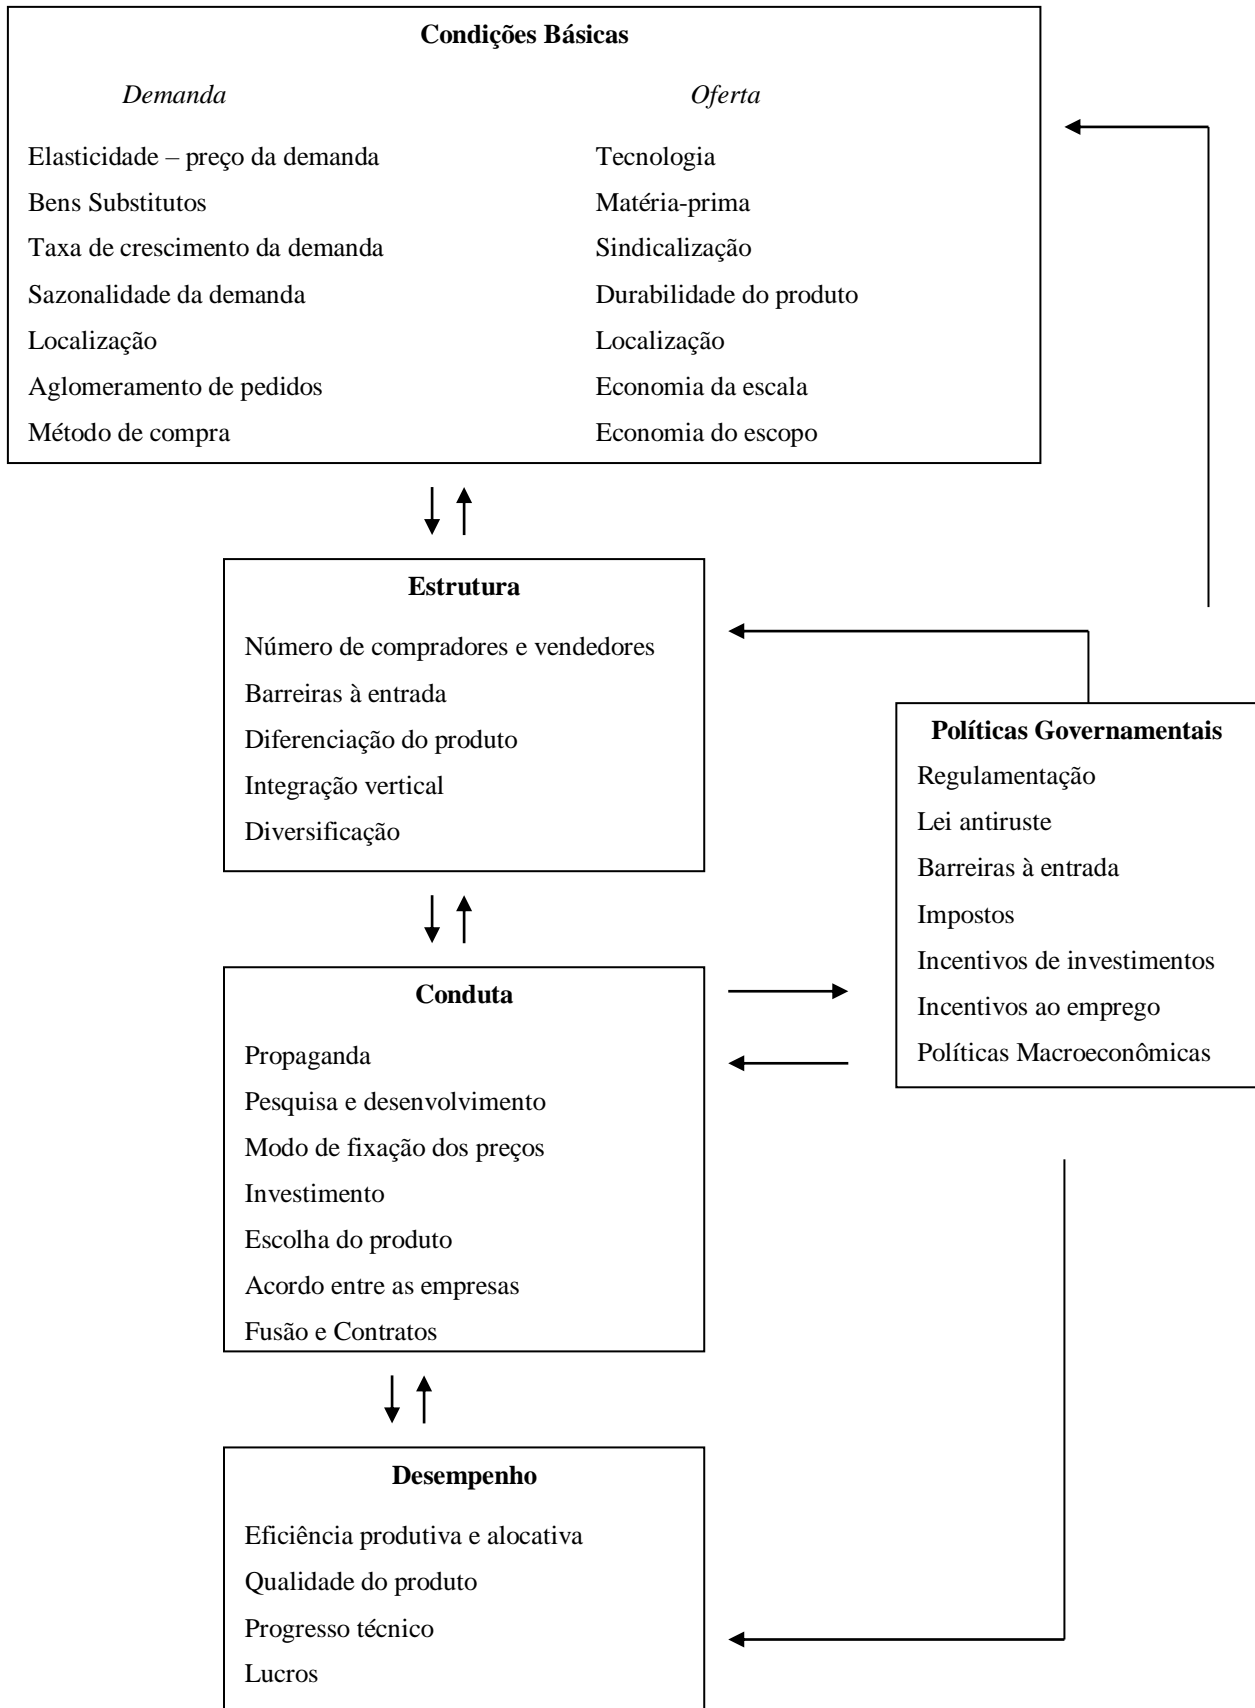 Condições Básicas
Demanda
Oferta
Elasticidade – preço da demanda
Tecnologia
Bens Substitutos
Matéria-prima
Taxa de crescimento da demanda
Sindicalização
Sazonalidade da demanda
Durabilidade do produto
Localização
Localização
Aglomeramento de pedidos
Economia da escala
Método de compra
Economia do escopo
Estrutura
Número de compradores e vendedores
Barreiras à entrada
Diferenciação do produto
Integração vertical
Diversificação
Políticas Governamentais
Regulamentação
Lei antiruste
Barreiras à entrada
Impostos
Incentivos de investimentos
Incentivos ao emprego
Políticas Macroeconômicas
Conduta
Propaganda
Pesquisa e desenvolvimento
Modo de fixação dos preços
Investimento
Escolha do produto
Acordo entre as empresas
Fusão e Contratos
Desempenho
Eficiência produtiva e alocativa
Qualidade do produto
Progresso técnico
Lucros